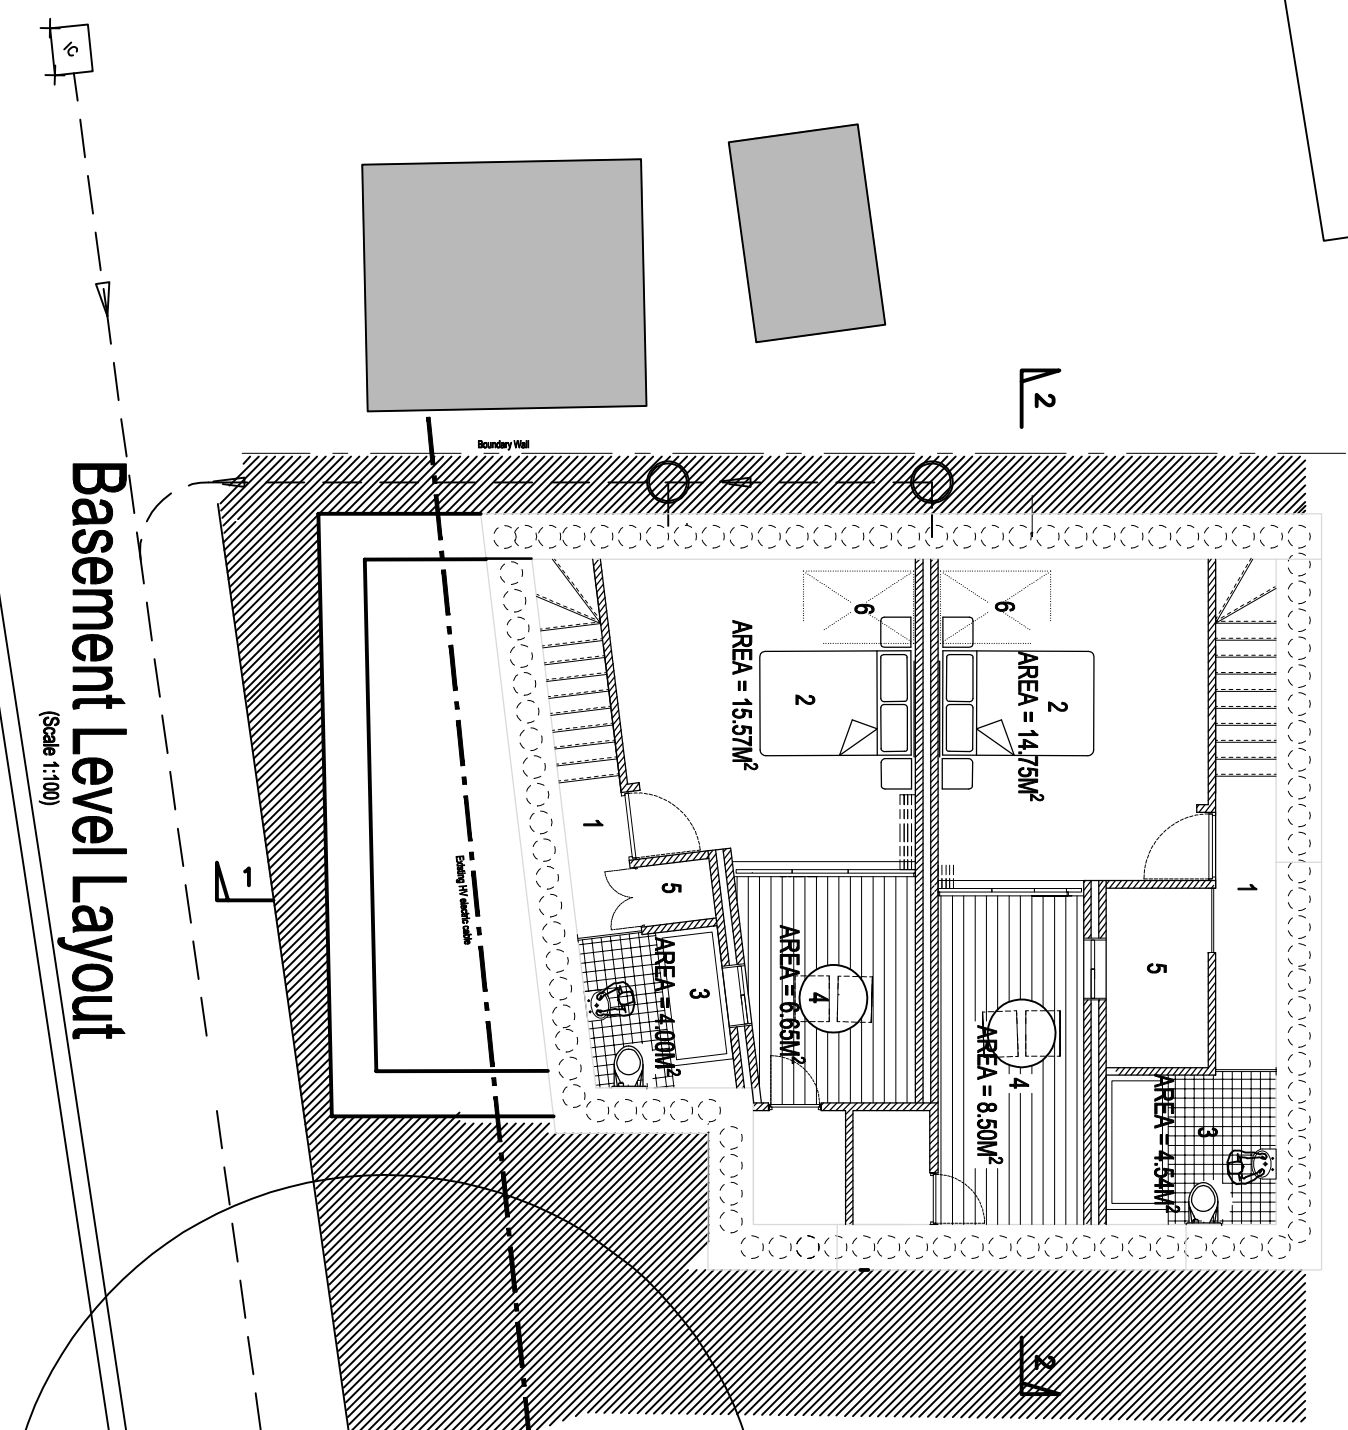 Basement Level Layout
(Scale 1:100)
IC
Boundary Wall
Existing HV electric cable
1
2
2
1
2
AREA = 15.57M²
6
5
3
AREA = 4.00M²
4
AREA = 6.65M²
6
2
AREA = 14.75M²
1
5
4
AREA = 8.50M²
3
AREA = 4.54M²